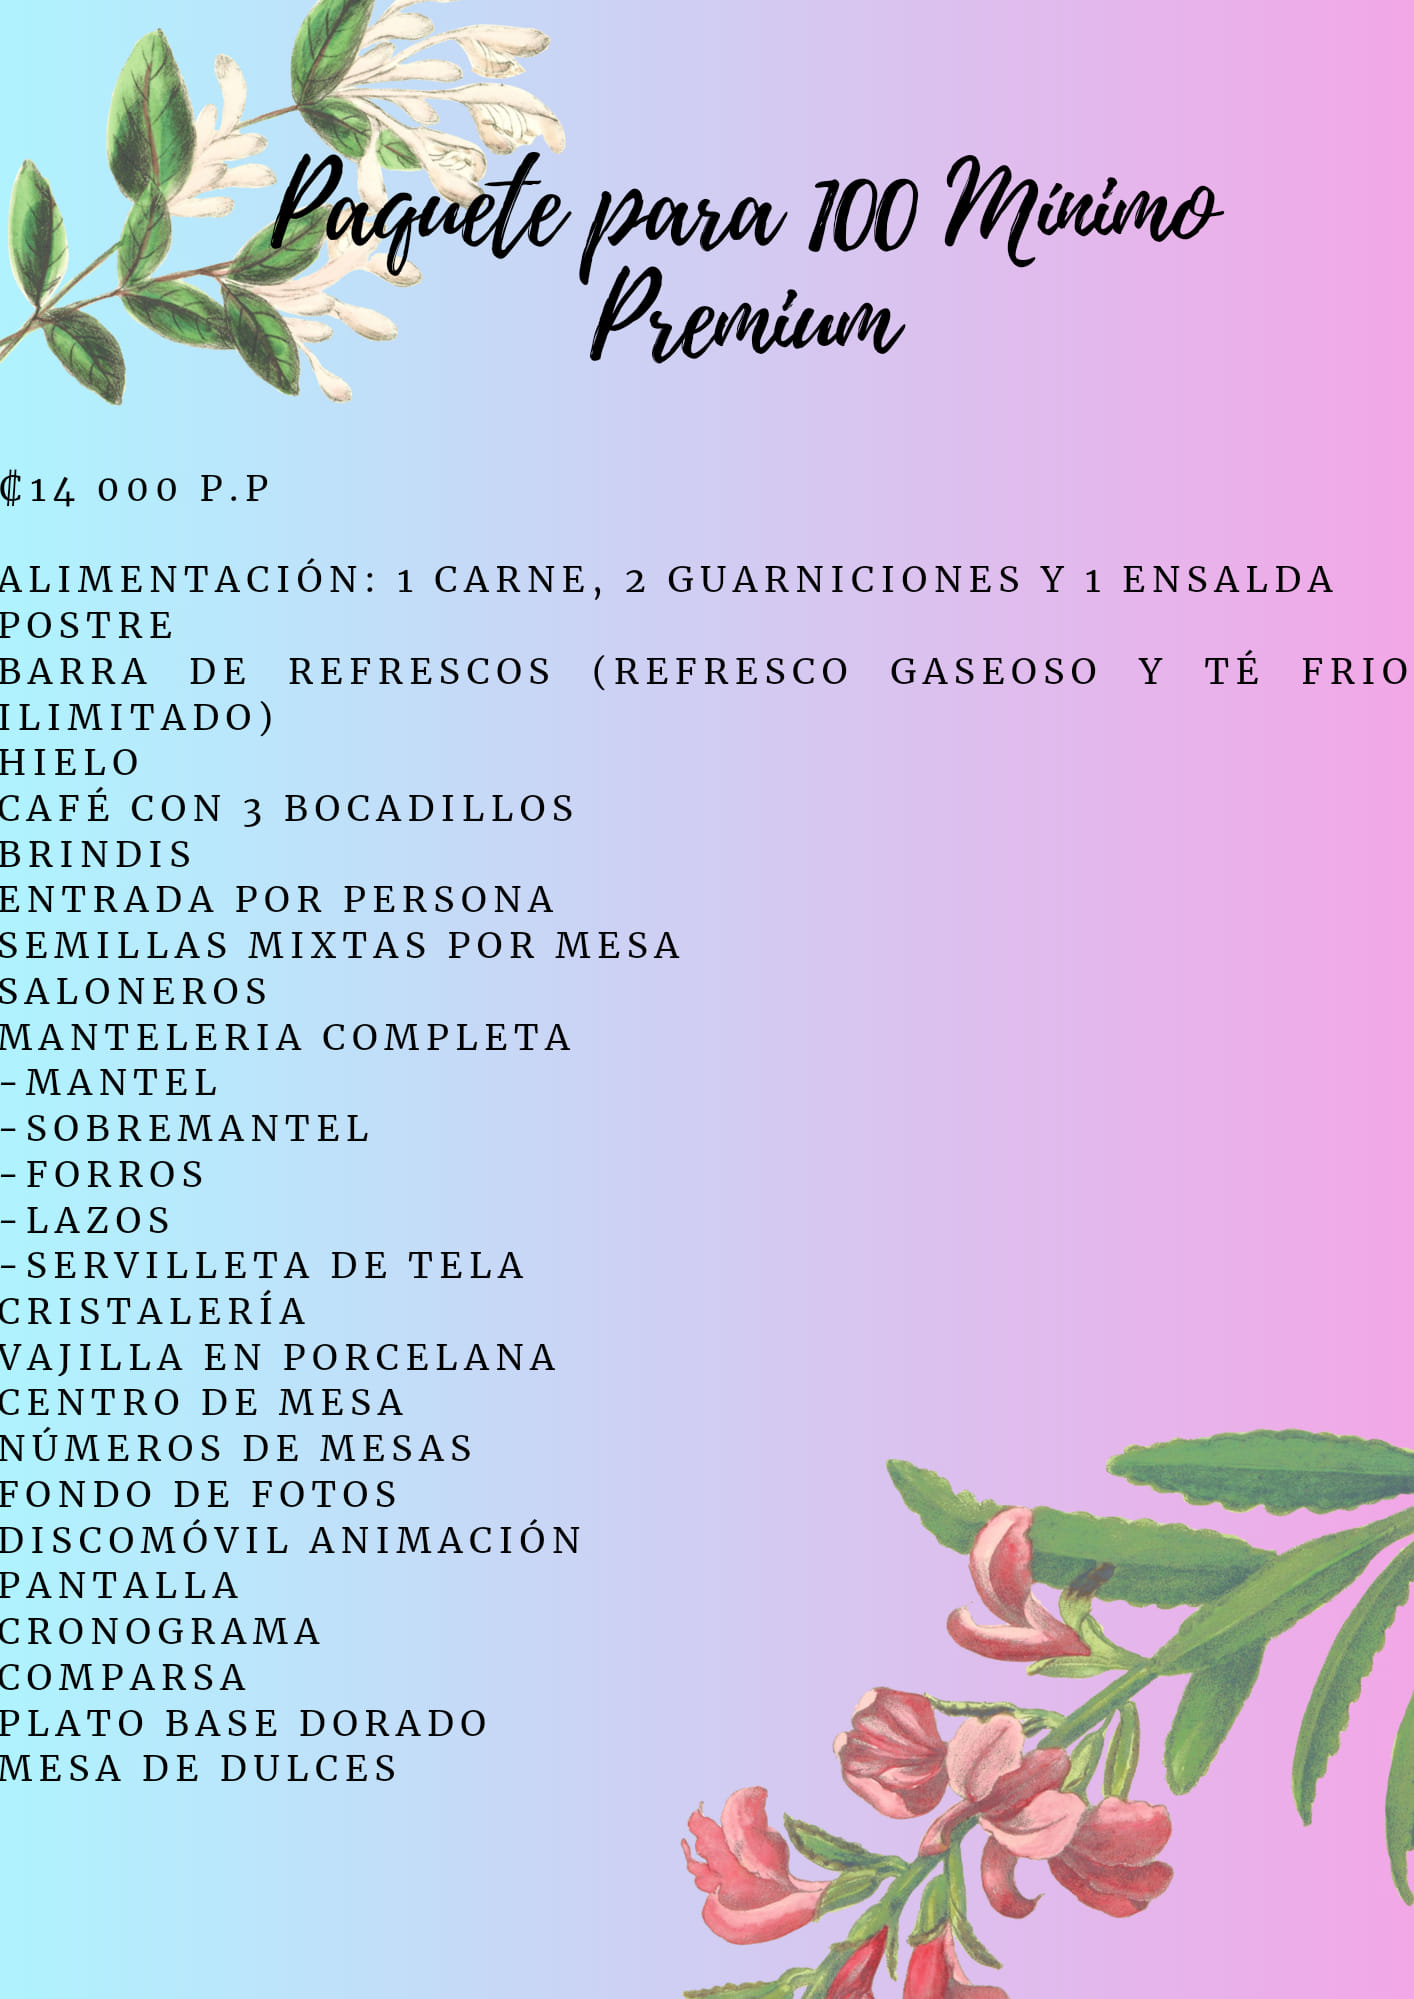 Paquete para 100 Mínimo
Premium
₡14 000 P.P
ALIMENTACIÓN: 1 CARNE, 2 GUARNICIONES Y 1 ENSALDA
POSTRE
BARRA DE REFRESCOS (REFRESCO GASEOSO Y TÉ FRIO
ILIMITADO)
HIELO
CAFÉ CON 3 BOCADILLOS
BRINDIS
ENTRADA POR PERSONA
SEMILLAS MIXTAS POR MESA
SALONEROS
MANTELERIA COMPLETA
-MANTEL
-SOBREMANTEL
-FORROS
-LAZOS
-SERVILLETA DE TELA
CRISTALERÍA
VAJILLA EN PORCELANA
CENTRO DE MESA
NÚMEROS DE MESAS
FONDO DE FOTOS
DISCOMÓVIL ANIMACIÓN
PANTALLA
CRONOGRAMA
COMPARSA
PLATO BASE DORADO
MESA DE DULCES